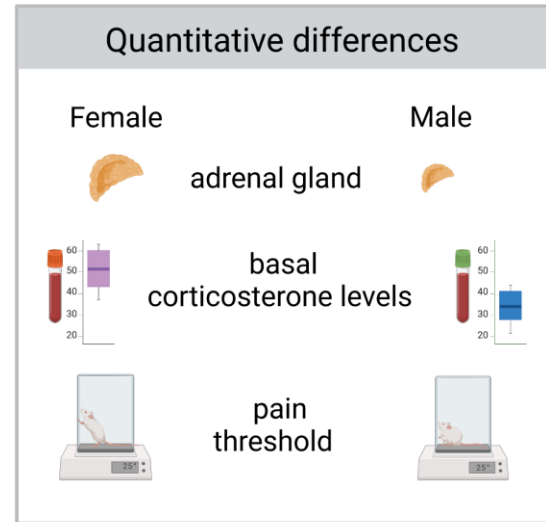 Quantitative differences
Female
Male
adrenal gland
60
50
40
30
20
basal
corticosterone levels
60
50
40
30
20
pain
threshold
25°
25°